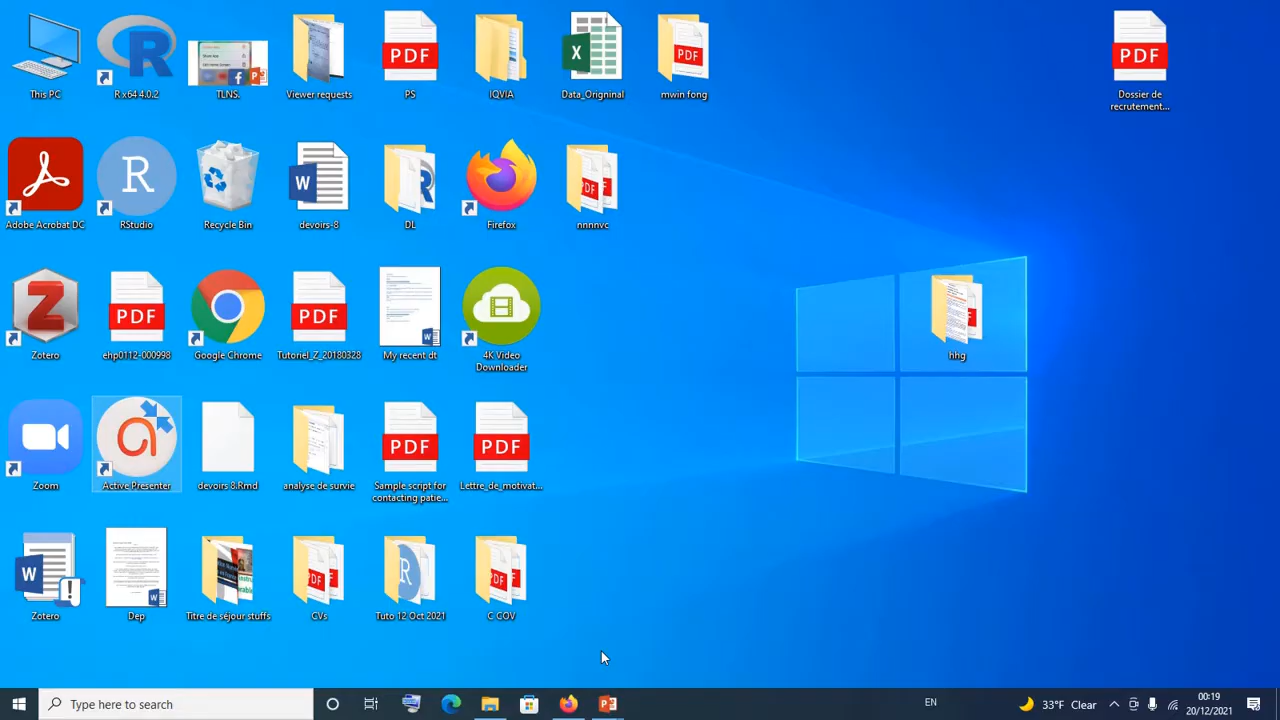 This PC
R x64 4.0.2
TLNS.
Viewer requests
PDF
PS
IQVIA
X
Data_Origninal
mwin fong
PDF
Dossier de
recrutement...
Adobe Acrobat DC
R
RStudio
Recycle Bin
W
devoirs-8
DL
Firefox
nnnnvc
Z
Zotero
PDF
ehp0112-000998
Google Chrome
PDF
Tutoriel_Z_20180328
My recent dt
4K Video
Downloader
hhg
Zoom
Active Presenter
devoirs 8.Rmd
analyse de survie
PDF
Sample script for
contacting patie...
PDF
Lettre_de_motivat...
W
Zotero
Dep
Titre de séjour stuffs
CVs
Tuto 12 Oct 2021
C COV
Type here to search
EN
33°F Clear
00:19
20/12/2021